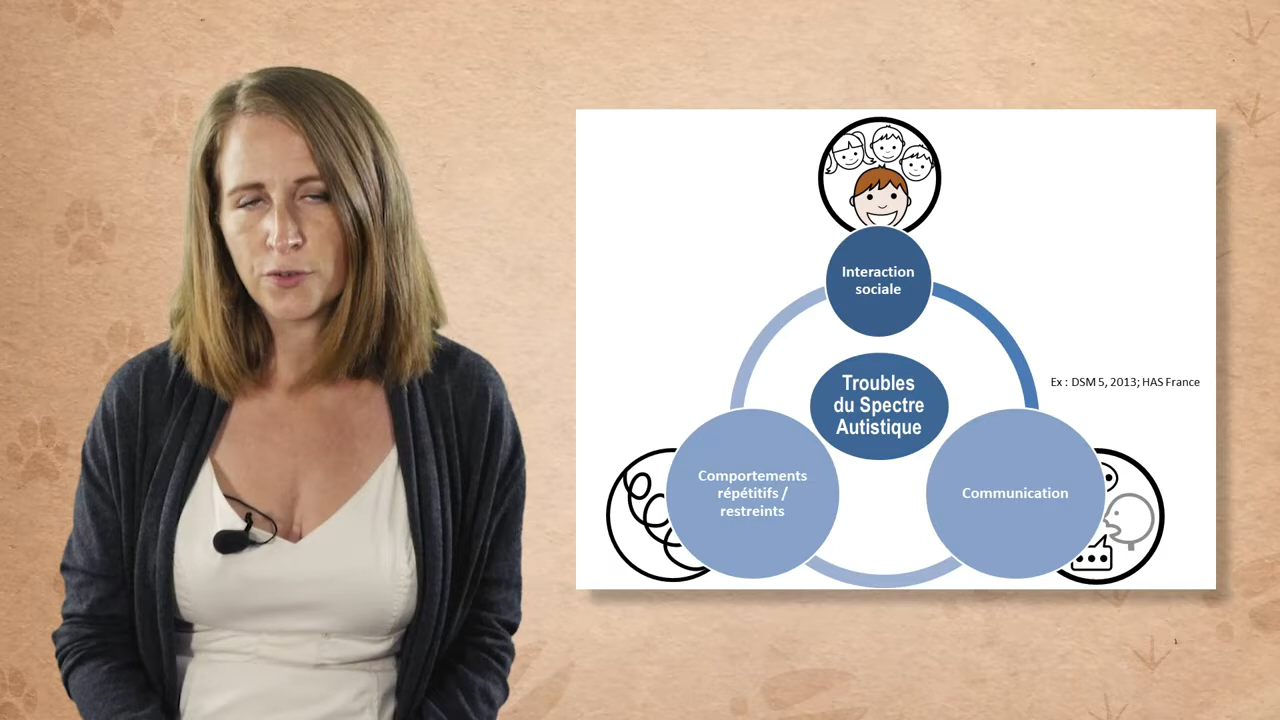 Interaction
sociale
Troubles
du Spectre
Autistique
Ex : DSM 5, 2013; HAS France
Comportements
répétitifs /
restreints
Communication